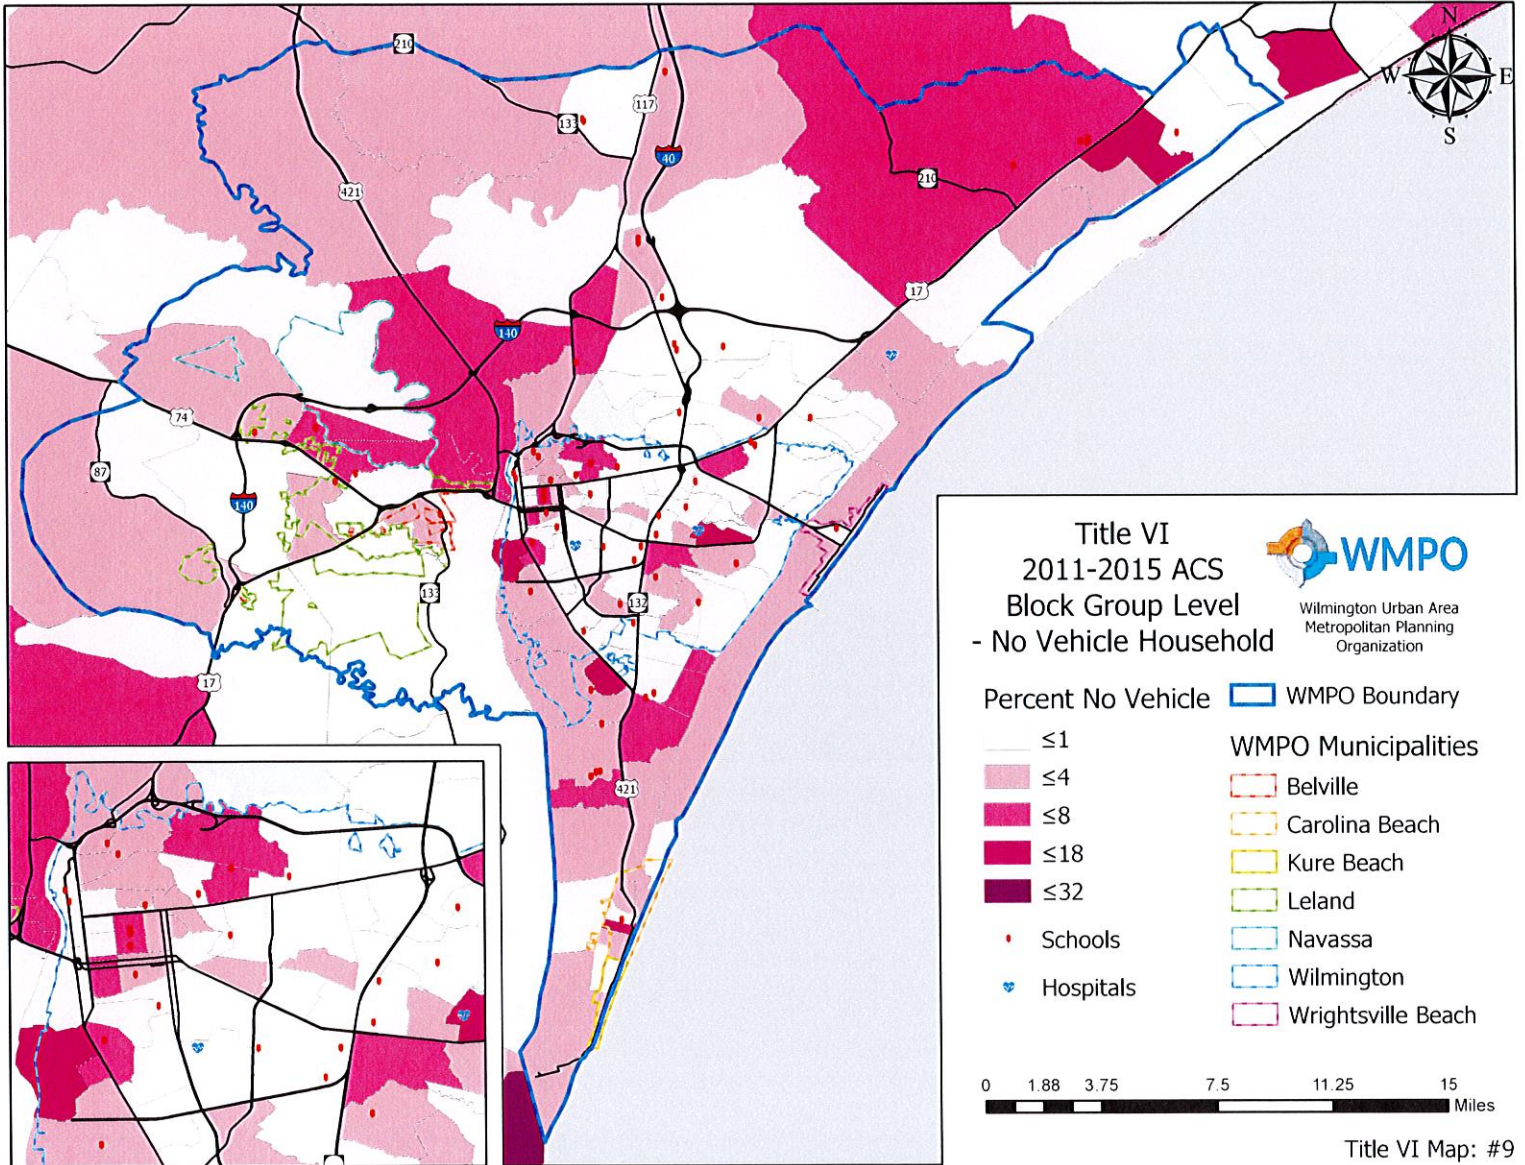 N
W E
S
210
133
117
40
421
210
17
140
74
87
140
133
132
17
421
Title VI
2011-2015 ACS
Block Group Level
- No Vehicle Household
WMPO
Wilmington Urban Area
Metropolitan Planning
Organization
Percent No Vehicle
≤1
≤4
≤8
≤18
≤32
Schools
Hospitals
WMPO Boundary
WMPO Municipalities
Belville
Carolina Beach
Kure Beach
Leland
Navassa
Wilmington
Wrightsville Beach
0 1.88 3.75 7.5 11.25 15
Miles
Title VI Map: #9